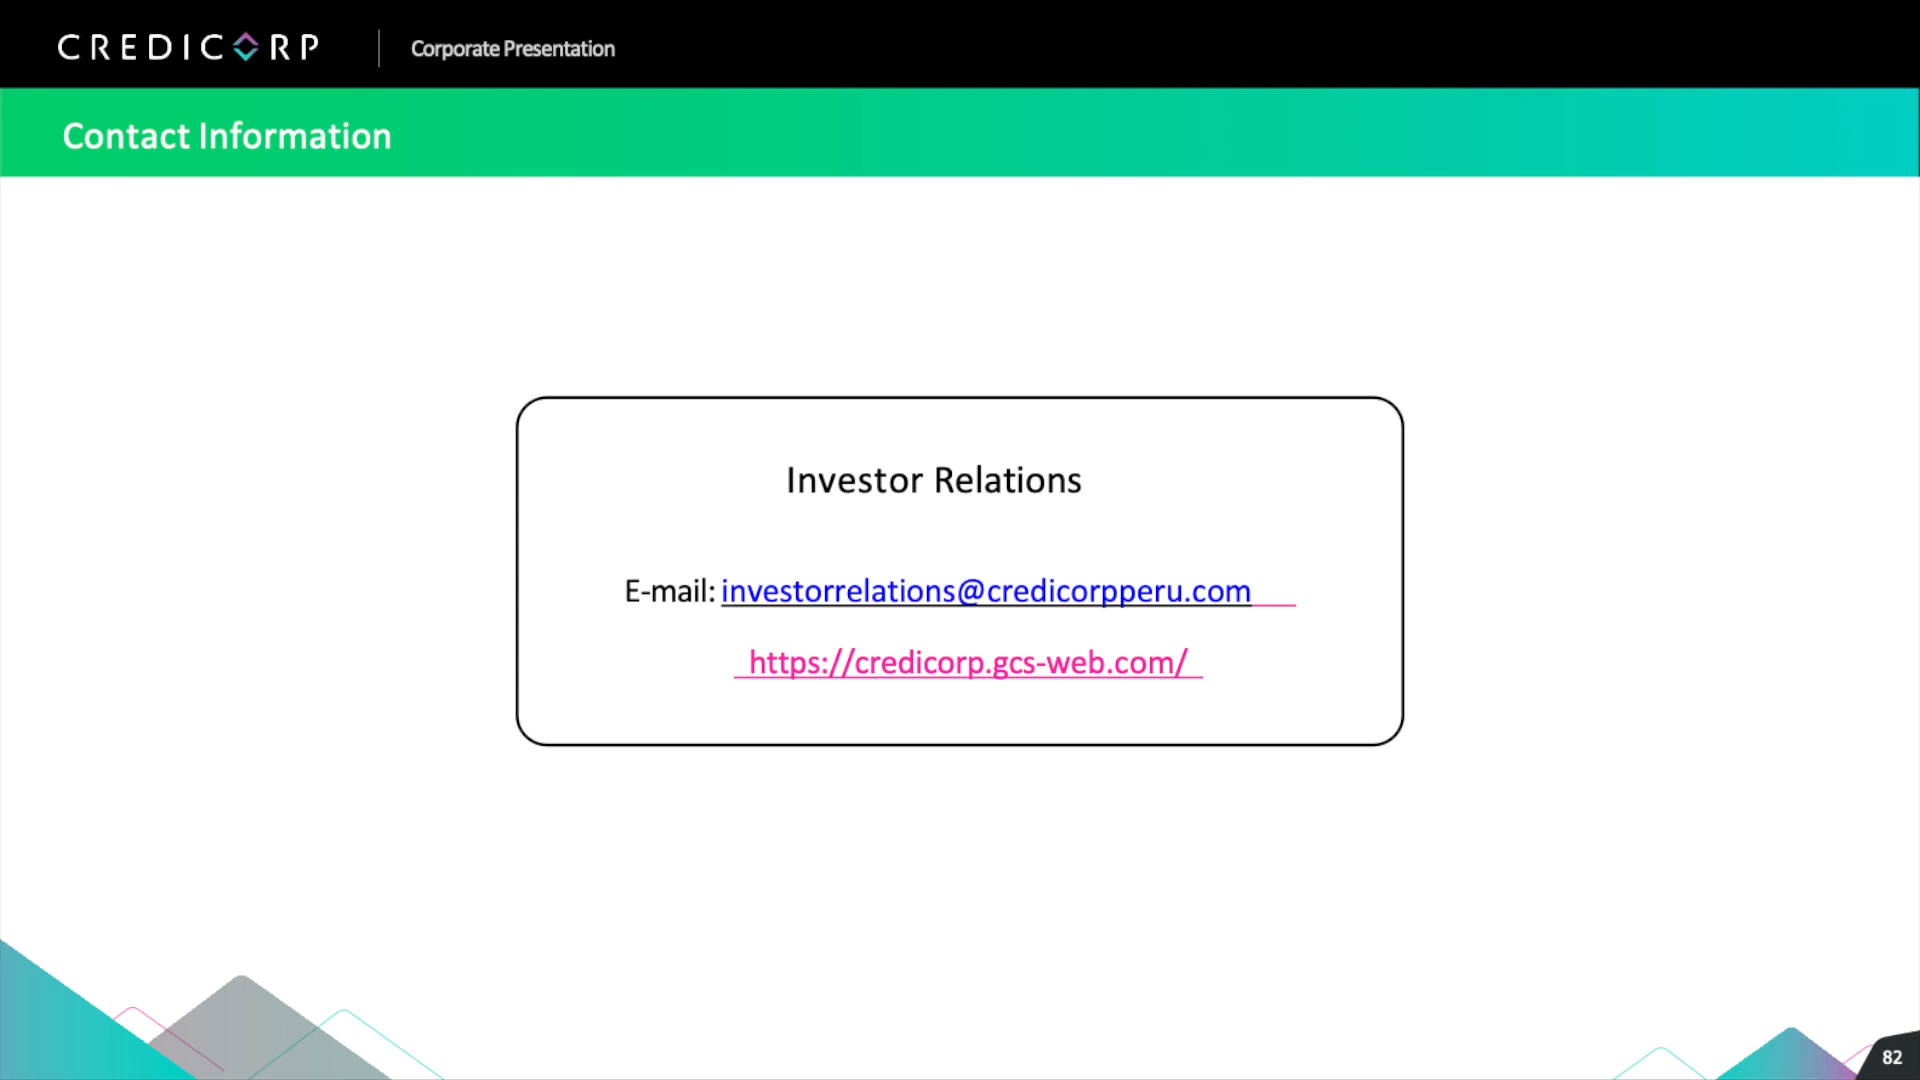 CREDICORP
Corporate Presentation
Contact Information
Investor Relations
E-mail: investorrelations@credicorpperu.com
https://credicorp.gcs-web.com/
82